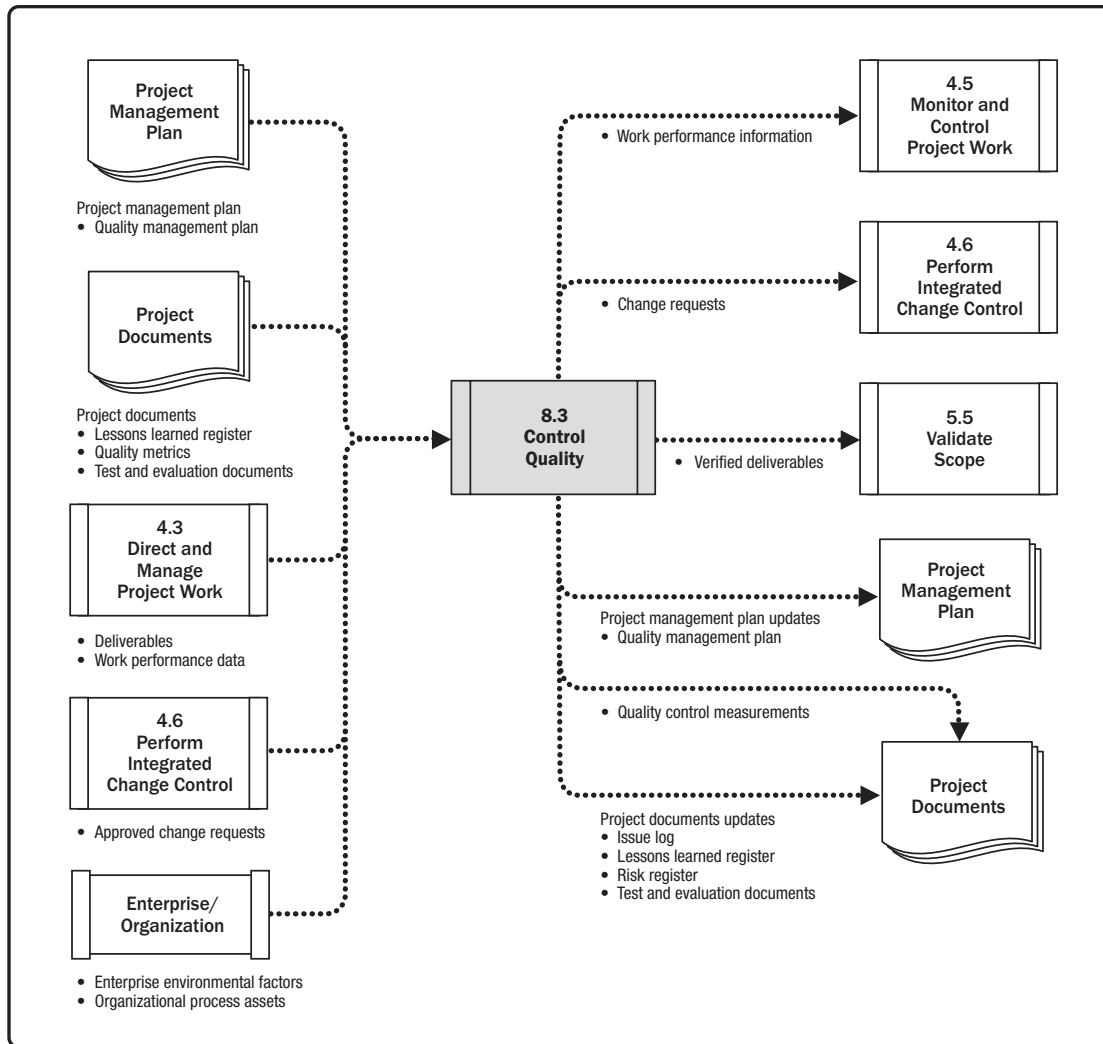 Project
Management
Plan
Project management plan
• Quality management plan
Project
Documents
Project documents
• Lessons learned register
• Quality metrics
• Test and evaluation documents
4.3
Direct and
Manage
Project Work
• Deliverables
• Work performance data
4.6
Perform
Integrated
Change Control
• Approved change requests
Enterprise/
Organization
• Enterprise environmental factors
• Organizational process assets
8.3
Control
Quality
• Work performance information
4.5
Monitor and
Control
Project Work
• Change requests
4.6
Perform
Integrated
Change Control
• Verified deliverables
5.5
Validate
Scope
Project management plan updates
• Quality management plan
Project
Management
Plan
• Quality control measurements
Project documents updates
• Issue log
• Lessons learned register
• Risk register
• Test and evaluation documents
Project
Documents